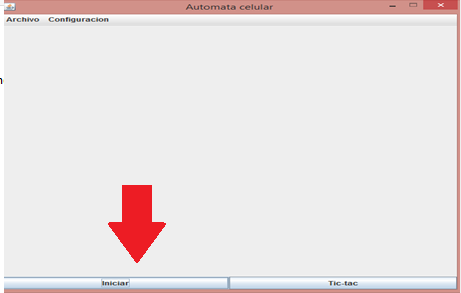 Automata celular
Archivo Configuracion
n
Iniciar Tic-tac